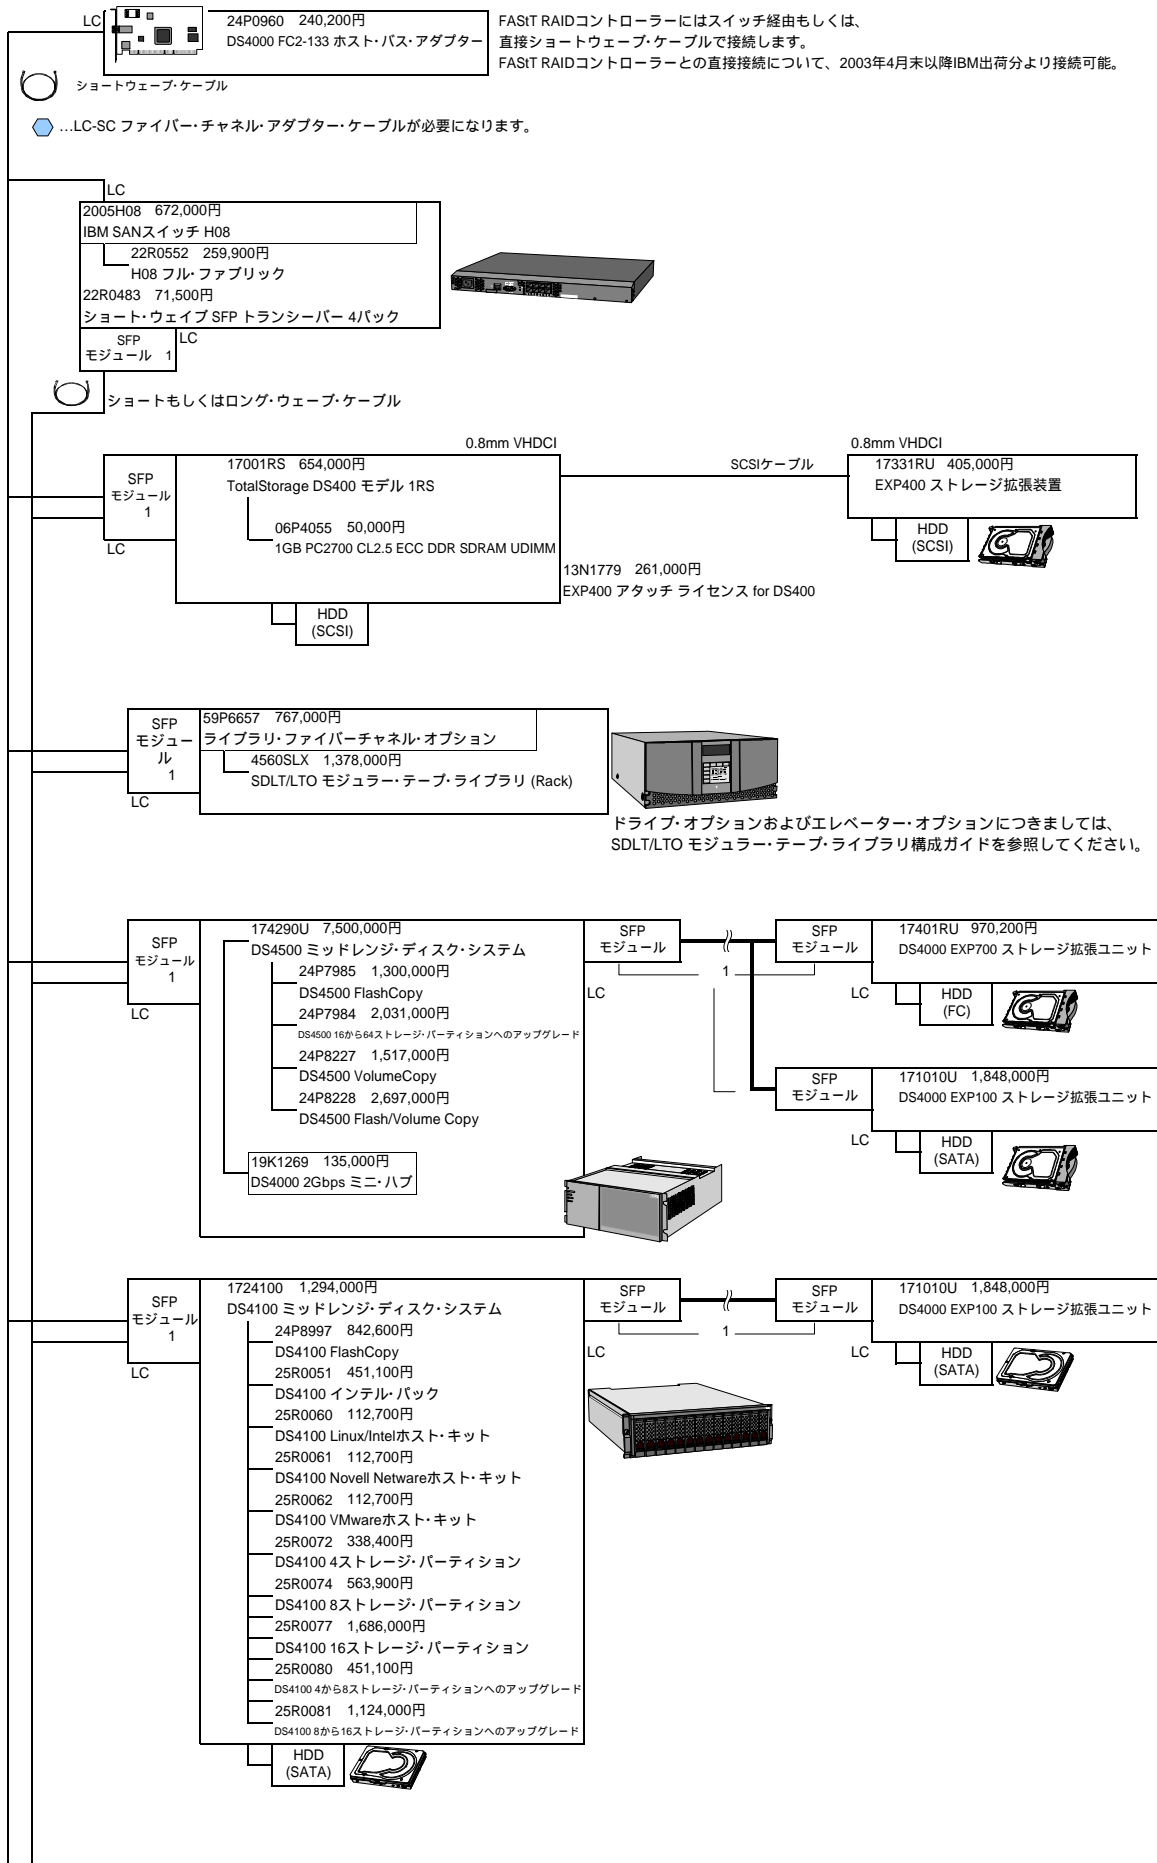 LC
24P0960 240,200円
DS4000 FC2-133 ホスト・バス・アダプター
FAStT RAIDコントローラーにはスイッチ経由もしくは、
直接ショートウェーブ・ケーブルで接続します。
FAStT RAIDコントローラーとの直接接続について、2003年4月末以降IBM出荷分より接続可能。
ショートウェーブ・ケーブル
…LC-SC ファイバー・チャネル・アダプター・ケーブルが必要になります。
LC
2005H08 672,000円
IBM SANスイッチ H08
22R0552 259,900円
H08 フル・ファブリック
22R0483 71,500円
ショート・ウェイブ SFP トランシーバー 4パック
SFP
モジュール 1
LC
ショートもしくはロング・ウェーブ・ケーブル
0.8mm VHDCI
SFP
モジュール
1
LC
17001RS 654,000円
TotalStorage DS400 モデル 1RS
06P4055 50,000円
1GB PC2700 CL2.5 ECC DDR SDRAM UDIMM
13N1779 261,000円
EXP400 アタッチ ライセンス for DS400
HDD
(SCSI)
SCSIケーブル
0.8mm VHDCI
17331RU 405,000円
EXP400 ストレージ拡張装置
HDD
(SCSI)
SFP
モジュー
ル
1
LC
59P6657 767,000円
ライブラリ・ファイバーチャネル・オプション
4560SLX 1,378,000円
SDLT/LTO モジュラー・テープ・ライブラリ (Rack)
ドライブ・オプションおよびエレベーター・オプションにつきましては、
SDLT/LTO モジュラー・テープ・ライブラリ構成ガイドを参照してください。
SFP
モジュール
1
LC
174290U 7,500,000円
DS4500 ミッドレンジ・ディスク・システム
24P7985 1,300,000円
DS4500 FlashCopy
24P7984 2,031,000円
DS4500 16から64ストレージ・パーティションへのアップグレード
24P8227 1,517,000円
DS4500 VolumeCopy
24P8228 2,697,000円
DS4500 Flash/Volume Copy
19K1269 135,000円
DS4000 2Gbps ミニ・ハブ
SFP
モジュール
LC
1
SFP
モジュール
LC
17401RU 970,200円
DS4000 EXP700 ストレージ拡張ユニット
HDD
(FC)
SFP
モジュール
LC
171010U 1,848,000円
DS4000 EXP100 ストレージ拡張ユニット
HDD
(SATA)
SFP
モジュール
1
LC
1724100 1,294,000円
DS4100 ミッドレンジ・ディスク・システム
24P8997 842,600円
DS4100 FlashCopy
25R0051 451,100円
DS4100 インテル・パック
25R0060 112,700円
DS4100 Linux/Intelホスト・キット
25R0061 112,700円
DS4100 Novell Netwareホスト・キット
25R0062 112,700円
DS4100 VMwareホスト・キット
25R0072 338,400円
DS4100 4ストレージ・パーティション
25R0074 563,900円
DS4100 8ストレージ・パーティション
25R0077 1,686,000円
DS4100 16ストレージ・パーティション
25R0080 451,100円
DS4100 4から8ストレージ・パーティションへのアップグレード
25R0081 1,124,000円
DS4100 8から16ストレージ・パーティションへのアップグレード
HDD
(SATA)
SFP
モジュール
LC
1
SFP
モジュール
LC
171010U 1,848,000円
DS4000 EXP100 ストレージ拡張ユニット
HDD
(SATA)